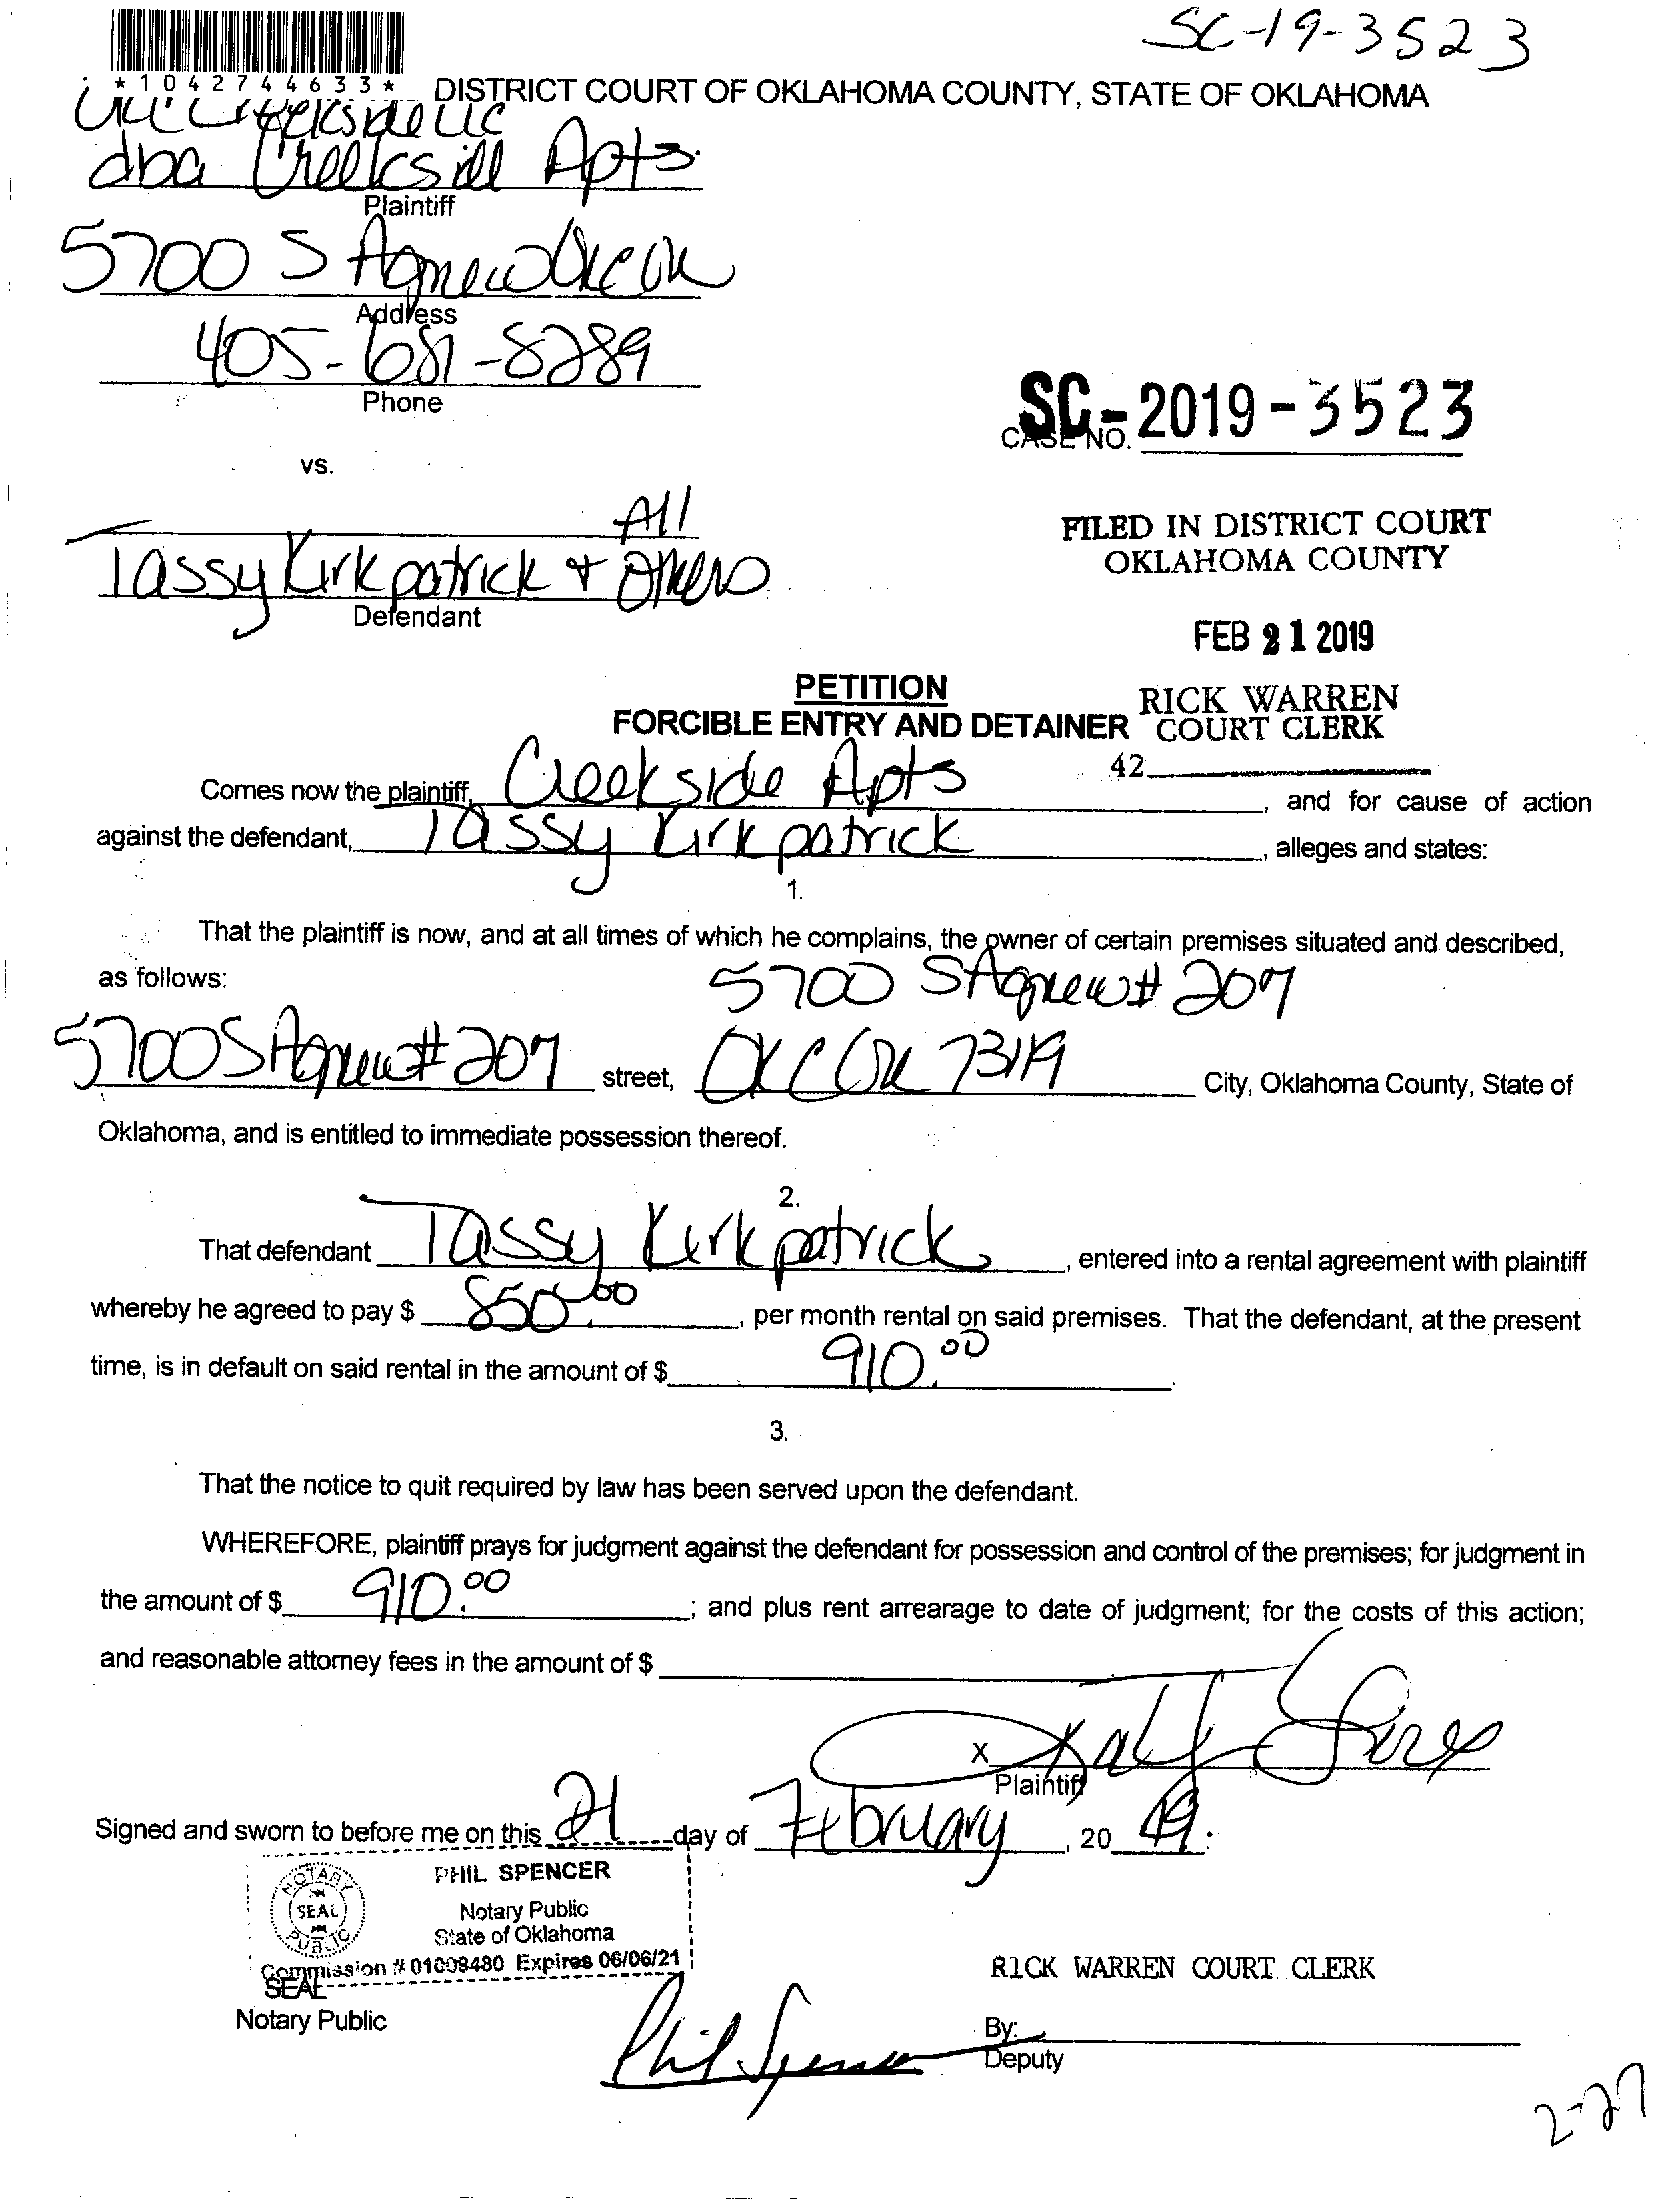 SC-19-3523
*1042744633*
DISTRICT COURT OF OKLAHOMA COUNTY, STATE OF OKLAHOMA
LLC
dba Creekside Apts
Plaintiff
5700 S Agnew OKC OK
Address
405-681-8289
Phone
SC-2019-3523
CASE NO.
vs.
All
Tassy Kirkpatrick + Others
Defendant
FILED IN DISTRICT COURT
OKLAHOMA COUNTY
FEB 21 2019
RICK WARREN
COURT CLERK
42
PETITION
FORCIBLE ENTRY AND DETAINER
Comes now the plaintiff, Creekside Apts, and for cause of action
against the defendant, Tassy Kirkpatrick, alleges and states:
1.
That the plaintiff is now, and at all times of which he complains, the owner of certain premises situated and described,
as follows:
5700 S Agnew # 207
5700 S Agnew # 207 street, OKC OK 73119 City, Oklahoma County, State of
Oklahoma, and is entitled to immediate possession thereof.
2.
That defendant Tassy Kirkpatrick, entered into a rental agreement with plaintiff
whereby he agreed to pay $ 850.00, per month rental on said premises. That the defendant, at the present
time, is in default on said rental in the amount of $ 910.00.
3.
That the notice to quit required by law has been served upon the defendant.
WHEREFORE, plaintiff prays for judgment against the defendant for possession and control of the premises; for judgment in
the amount of $ 910.00; and plus rent arrearage to date of judgment; for the costs of this action;
and reasonable attorney fees in the amount of $
X
Plaintiff
Signed and sworn to before me on this 21 day of February, 20 19.
PHIL SPENCER
NOTARY
SEAL
PUBLIC
Notary Public
State of Oklahoma
Commission # 01008480 Expires 06/06/21
SEAL
Notary Public
Phil Spencer
RICK WARREN COURT CLERK
By:
Deputy
2-27